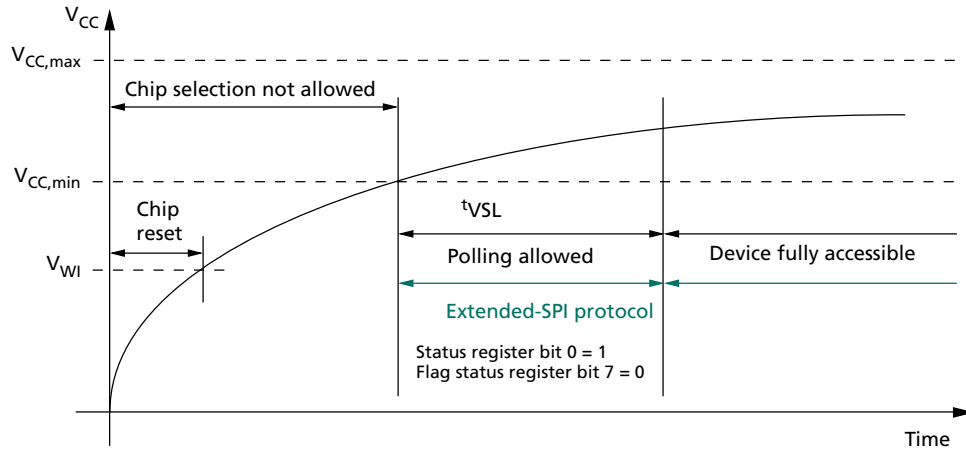 VCC
VCC,max
Chip selection not allowed
VCC,min
Chip
reset
tVSL
VWI
Polling allowed
Device fully accessible
Extended-SPI protocol
Status register bit 0 = 1
Flag status register bit 7 = 0
Time